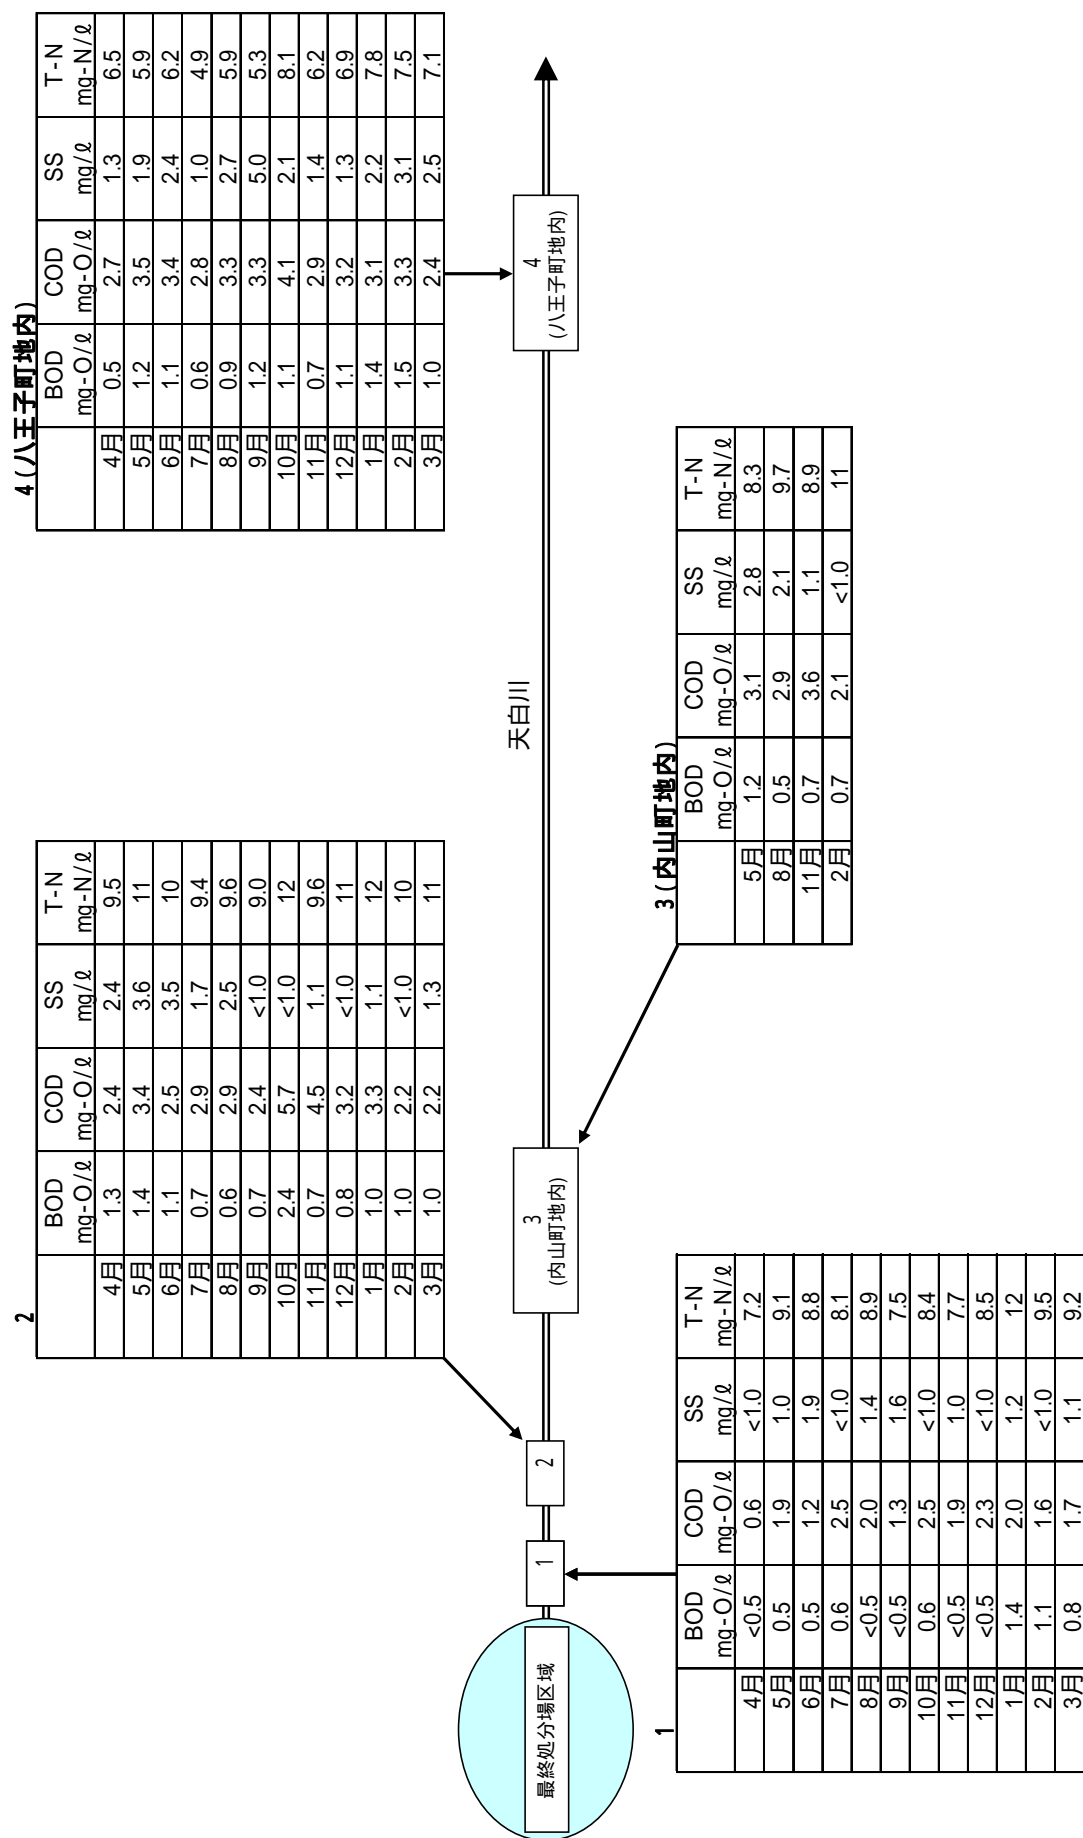 2
BOD COD SS T-N
mg-O/ℓ mg-O/ℓ mg/ℓ mg-N/ℓ
4月 1.3 2.4 2.4 9.5
5月 1.4 3.4 3.6 11
6月 1.1 2.5 3.5 10
7月 0.7 2.9 1.7 9.4
8月 0.6 2.9 2.5 9.6
9月 0.7 2.4 <1.0 9.0
10月 2.4 5.7 <1.0 12
11月 0.7 4.5 1.1 9.6
12月 0.8 3.2 <1.0 11
1月 1.0 3.3 1.1 12
2月 1.0 2.2 <1.0 10
3月 1.0 2.2 1.3 11
4 (八王子町地内)
BOD COD SS T-N
mg-O/ℓ mg-O/ℓ mg/ℓ mg-N/ℓ
4月 0.5 2.7 1.3 6.5
5月 1.2 3.5 1.9 5.9
6月 1.1 3.4 2.4 6.2
7月 0.6 2.8 1.0 4.9
8月 0.9 3.3 2.7 5.9
9月 1.2 3.3 5.0 5.3
10月 1.1 4.1 2.1 8.1
11月 0.7 2.9 1.4 6.2
12月 1.1 3.2 1.3 6.9
1月 1.4 3.1 2.2 7.8
2月 1.5 3.3 3.1 7.5
3月 1.0 2.4 2.5 7.1
天白川
最終処分場区域
1
2
3
(内山町地内)
4
(八王子町地内)
1
BOD COD SS T-N
mg-O/ℓ mg-O/ℓ mg/ℓ mg-N/ℓ
4月 <0.5 0.6 <1.0 7.2
5月 0.5 1.9 1.0 9.1
6月 0.5 1.2 1.9 8.8
7月 0.6 2.5 <1.0 8.1
8月 <0.5 2.0 1.4 8.9
9月 <0.5 1.3 1.6 7.5
10月 0.6 2.5 <1.0 8.4
11月 <0.5 1.9 1.0 7.7
12月 <0.5 2.3 <1.0 8.5
1月 1.4 2.0 1.2 12
2月 1.1 1.6 <1.0 9.5
3月 0.8 1.7 1.1 9.2
3 (内山町地内)
BOD COD SS T-N
mg-O/ℓ mg-O/ℓ mg/ℓ mg-N/ℓ
5月 1.2 3.1 2.8 8.3
8月 0.5 2.9 2.1 9.7
11月 0.7 3.6 1.1 8.9
2月 0.7 2.1 <1.0 11